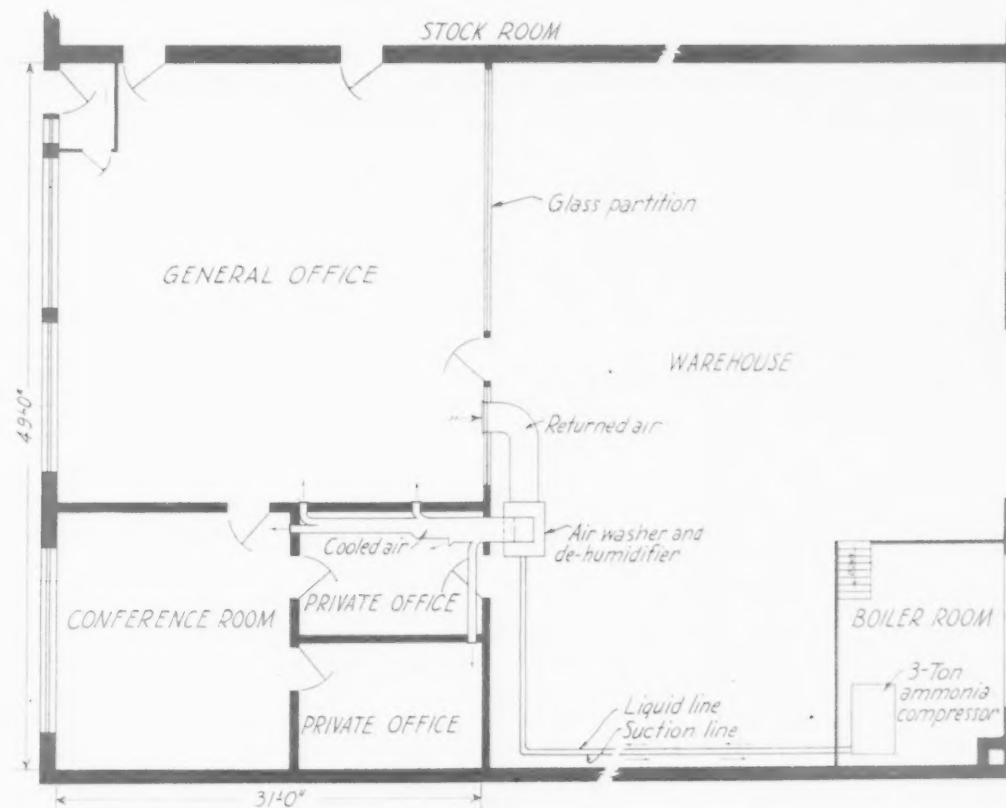 STOCK ROOM
Glass partition
GENERAL OFFICE
WAREHOUSE
49'-0"
Returned air
Cooled air
Air washer and
de-humidifier
PRIVATE OFFICE
CONFERENCE ROOM
BOILER ROOM
3-Ton
ammonia
compressor
Liquid line
Suction line
PRIVATE OFFICE
31'-0"